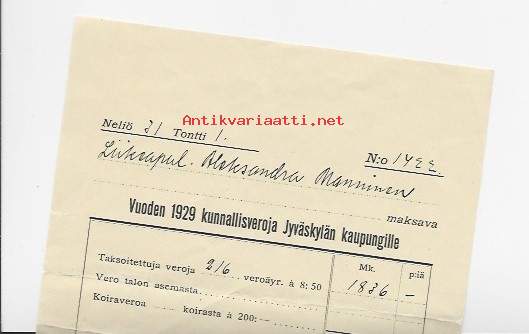 Antikvariaatti.net
Neliö 31 Tontti 1. N:o 1422.
Liikeapul. Aleksandra Manninen
maksava
Vuoden 1929 kunnallisveroja Jyväskylän kaupungille
Mk. p:iä
Taksoitettuja veroja 216 veroäyr. à 8:50 1836 —
Vero talon asemasta
Koiraveroa — koirasta à 200: —